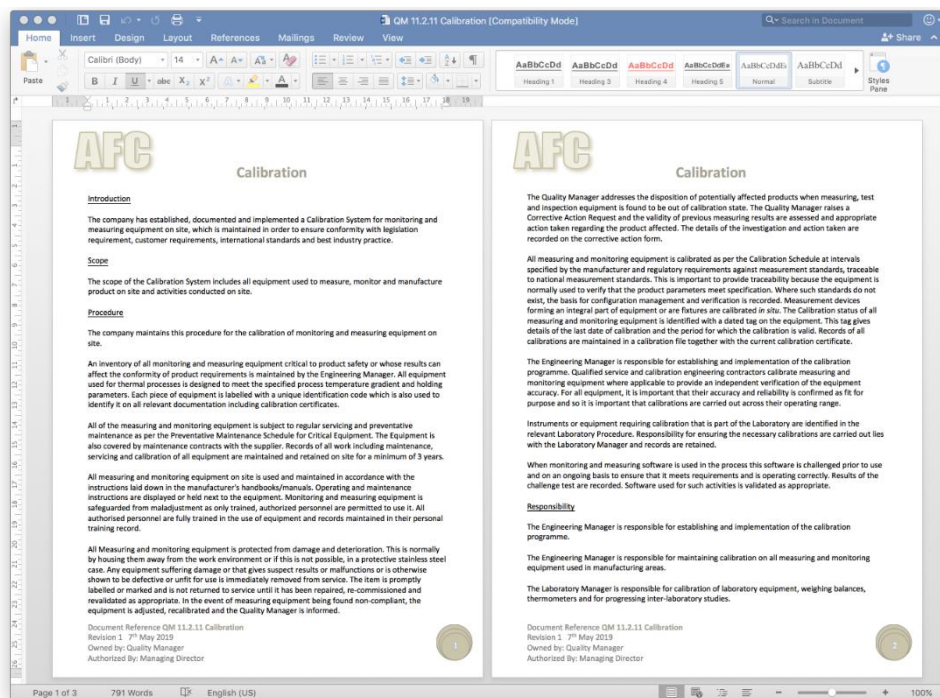 QM 11.2.11 Calibration [Compatibility Mode]
Search in Document
Home Insert Design Layout References Mailings Review View
Share
Paste
Calibri (Body) 14
AaBbCcDd AaBbCcDd AaBbCcDd AaBbCcDdEe AaBbCcDdEe AaBbCcDd
Heading 1 Heading 3 Heading 4 Heading 5 Normal Subtitle
Styles
Pane
AFC
Calibration
Introduction
The company has established, documented and implemented a Calibration System for monitoring and
measuring equipment on site, which is maintained in order to ensure conformity with legislation
requirement, customer requirements, international standards and best industry practice.
Scope
The scope of the Calibration System includes all equipment used to measure, monitor and manufacture
product on site and activities conducted on site.
Procedure
The company maintains this procedure for the calibration of monitoring and measuring equipment on
site.
An inventory of all monitoring and measuring equipment critical to product safety or whose results can
affect the conformity of product requirements is maintained by the Engineering Manager. All equipment
used for thermal processes is designed to meet the specified process temperature gradient and holding
parameters. Each piece of equipment is labelled with a unique identification code which is also used to
identify it on all relevant documentation including calibration certificates.
All of the measuring and monitoring equipment is subject to regular servicing and preventative
maintenance as per the Preventative Maintenance Schedule for Critical Equipment. The Equipment is
also covered by maintenance contracts with the supplier. Records of all work including maintenance,
servicing and calibration of all equipment are maintained and retained on site for a minimum of 3 years.
All measuring and monitoring equipment on site is used and maintained in accordance with the
instructions laid down in the manufacturer's handbooks/manuals. Operating and maintenance
instructions are displayed or held next to the equipment. Monitoring and measuring equipment is
safeguarded from maladjustment as only trained, authorized personnel are permitted to use it. All
authorised personnel are fully trained in the use of equipment and records maintained in their personal
training record.
All Measuring and monitoring equipment is protected from damage and deterioration. This is normally
by housing them away from the work environment or if this is not possible, in a protective stainless steel
case. Any equipment suffering damage or that gives suspect results or malfunctions or is otherwise
shown to be defective or unfit for use is immediately removed from service. The item is promptly
labelled or marked and is not returned to service until it has been repaired, re-commissioned and
revalidated as appropriate. In the event of measuring equipment being found non-compliant, the
equipment is adjusted, recalibrated and the Quality Manager is informed.
Document Reference QM 11.2.11 Calibration
Revision 1 7th May 2019
Owned by: Quality Manager
Authorized By: Managing Director
1
AFC
Calibration
The Quality Manager addresses the disposition of potentially affected products when measuring, test
and inspection equipment is found to be out of calibration state. The Quality Manager raises a
Corrective Action Request and the validity of previous measuring results are assessed and appropriate
action taken regarding the product affected. The details of the investigation and action taken are
recorded on the corrective action form.
All measuring and monitoring equipment is calibrated as per the Calibration Schedule at intervals
specified by the manufacturer and regulatory requirements against measurement standards, traceable
to national measurement standards. This is important to provide traceability because the equipment is
normally used to verify that the product parameters meet specification. Where such standards do not
exist, the basis for configuration management and verification is recorded. Measurement devices
forming an integral part of equipment or are fixtures are calibrated in situ. The Calibration status of all
measuring and monitoring equipment is identified with a dated tag on the equipment. This tag gives
details of the last date of calibration and the period for which the calibration is valid. Records of all
calibrations are maintained in a calibration file together with the current calibration certificate.
The Engineering Manager is responsible for establishing and implementation of the calibration
programme. Qualified service and calibration engineering contractors calibrate measuring and
monitoring equipment where applicable to provide an independent verification of the equipment
accuracy. For all equipment, it is important that their accuracy and reliability is confirmed as fit for
purpose and so it is important that calibrations are carried out across their operating range.
Instruments or equipment requiring calibration that is part of the Laboratory are identified in the
relevant Laboratory Procedure. Responsibility for ensuring the necessary calibrations are carried out lies
with the Laboratory Manager and records are retained.
When monitoring and measuring software is used in the process this software is challenged prior to use
and on an ongoing basis to ensure that it meets requirements and is operating correctly. Results of the
challenge test are recorded. Software used for such activities is validated as appropriate.
Responsibility
The Engineering Manager is responsible for establishing and implementation of the calibration
programme.
The Engineering Manager is responsible for maintaining calibration on all measuring and monitoring
equipment used in manufacturing areas.
The Laboratory Manager is responsible for calibration of laboratory equipment, weighing balances,
thermometers and for progressing inter-laboratory studies.
Document Reference QM 11.2.11 Calibration
Revision 1 7th May 2019
Owned by: Quality Manager
Authorized By: Managing Director
2
Page 1 of 3 791 Words English (US) 100%